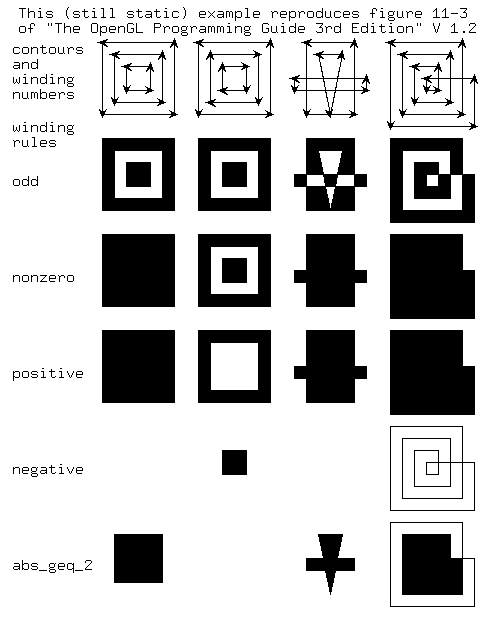 This (still static) example reproduces figure 11-3
of "The OpenGL Programming Guide 3rd Edition" V 1.2
contours
and
winding
numbers
winding
rules
odd
nonzero
positive
negative
abs_geq_2